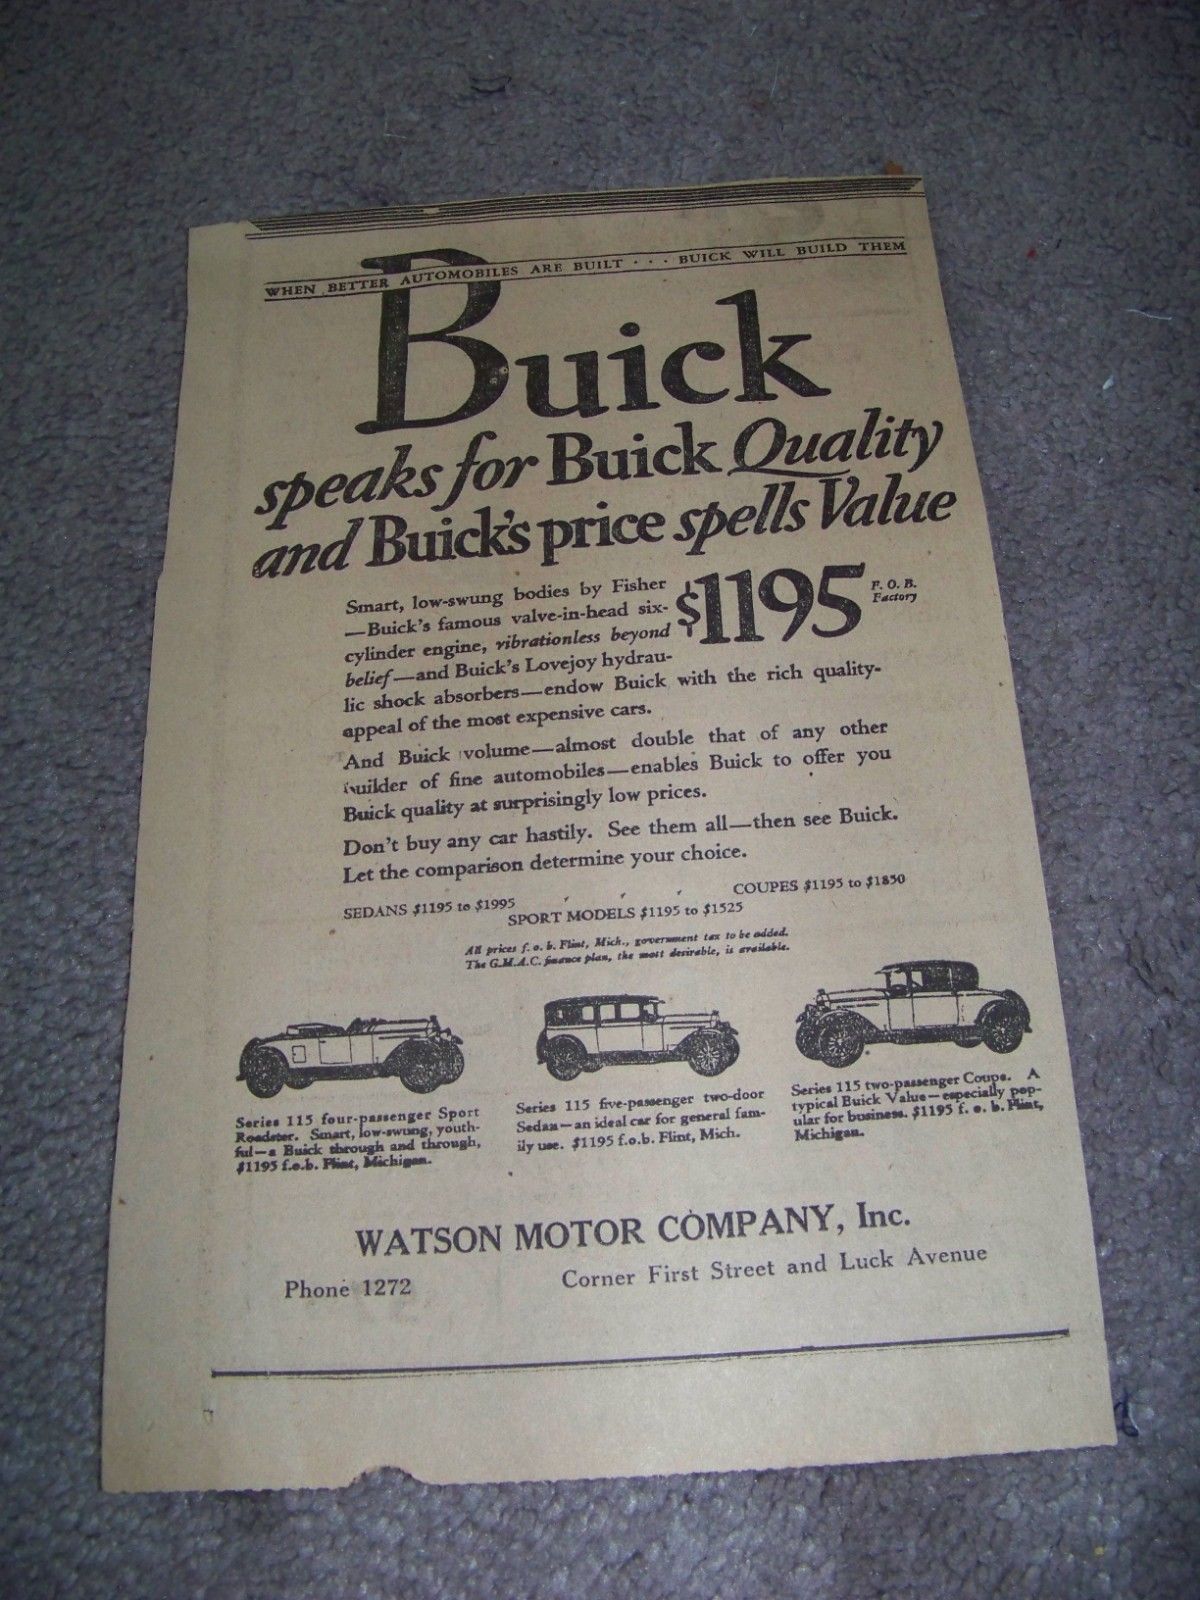 WHEN BETTER AUTOMOBILES ARE BUILT . . . BUICK WILL BUILD THEM
Buick
speaks for Buick Quality
and Buick's price spells Value
$1195 F. O. B.
Factory
Smart, low-swung bodies by Fisher
—Buick's famous valve-in-head six-
cylinder engine, vibrationless beyond
belief—and Buick's Lovejoy hydrau-
lic shock absorbers—endow Buick with the rich quality-
appeal of the most expensive cars.
And Buick volume—almost double that of any other
builder of fine automobiles—enables Buick to offer you
Buick quality at surprisingly low prices.
Don't buy any car hastily. See them all—then see Buick.
Let the comparison determine your choice.
SEDANS $1195 to $1995
COUPES $1195 to $1850
SPORT MODELS $1195 to $1525
All prices f. o. b. Flint, Mich., government tax to be added.
The G.M.A.C. finance plan, the most desirable, is available.
Series 115 four-passenger Sport
Roadster. Smart, low-swung, youth-
ful—a Buick through and through,
$1195 f.o.b. Flint, Michigan.
Series 115 five-passenger two-door
Sedan—an ideal car for general fam-
ily use. $1195 f.o.b. Flint, Mich.
Series 115 two-passenger Coupe. A
typical Buick Value—especially pop-
ular for business. $1195 f. o. b. Flint,
Michigan.
WATSON MOTOR COMPANY, Inc.
Phone 1272
Corner First Street and Luck Avenue